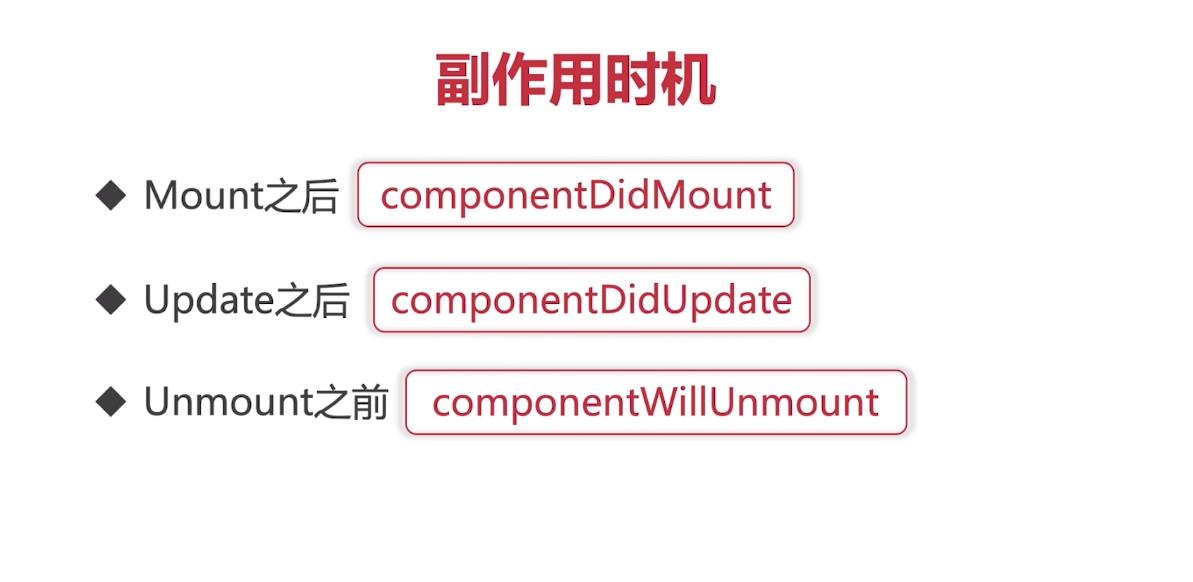 副作用时机
◆ Mount之后 componentDidMount
◆ Update之后 componentDidUpdate
◆ Unmount之前 componentWillUnmount